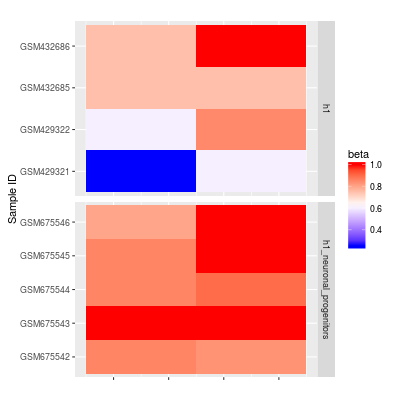 GSM432686
GSM432685
GSM429322
GSM429321
h1
GSM675546
GSM675545
GSM675544
GSM675543
GSM675542
h1_neuronal_progenitors
Sample ID
beta
1.0
0.8
0.6
0.4